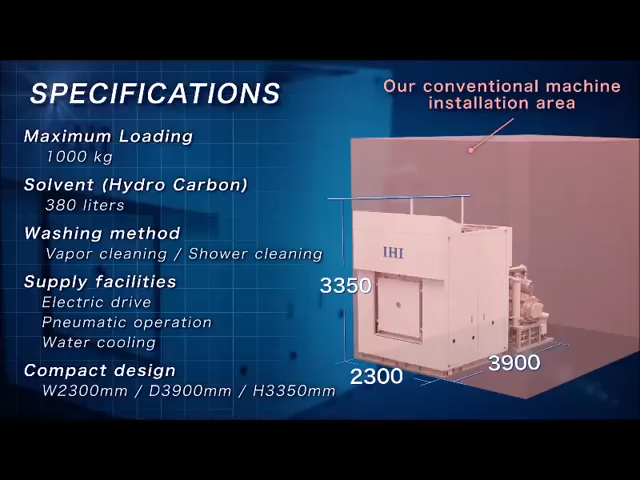 SPECIFICATIONS
Maximum Loading
1000 kg
Solvent (Hydro Carbon)
380 liters
Washing method
Vapor cleaning / Shower cleaning
Supply facilities
Electric drive
Pneumatic operation
Water cooling
Compact design
W2300mm / D3900mm / H3350mm
Our conventional machine
installation area
IHI
3350
2300
3900